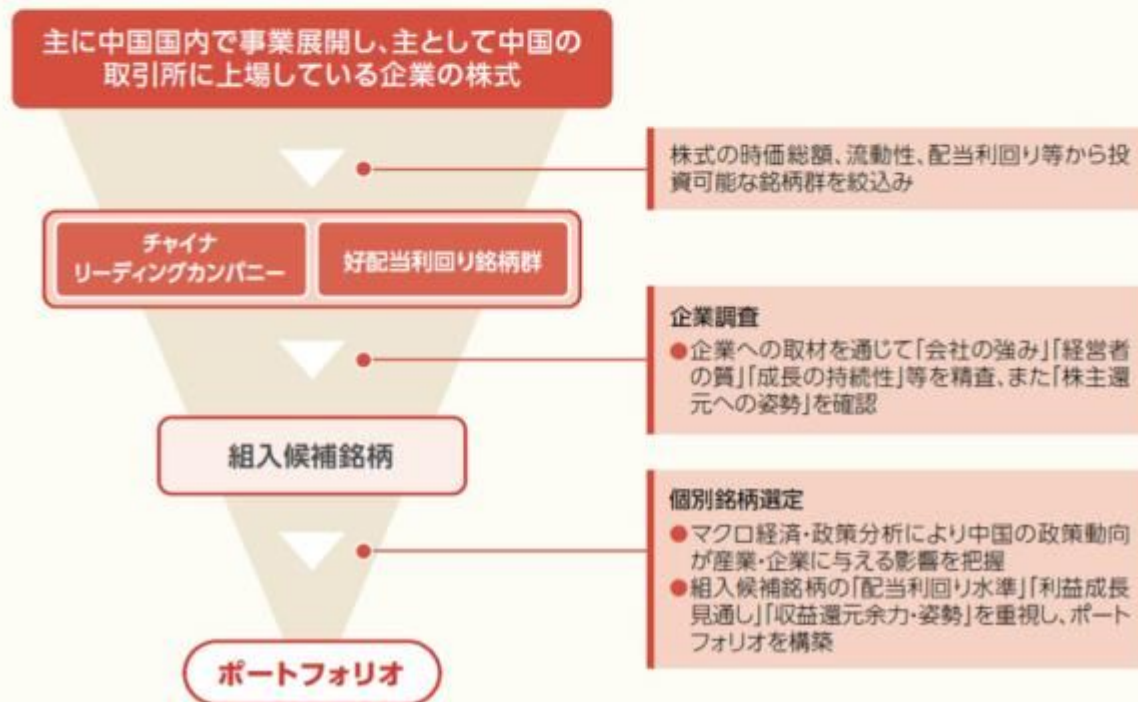 主に中国国内で事業展開し、主として中国の
取引所に上場している企業の株式
株式の時価総額、流動性、配当利回り等から投
資可能な銘柄群を絞込み
チャイナ
リーディングカンパニー
好配当利回り銘柄群
企業調査
●企業への取材を通じて「会社の強み」「経営者
の質」「成長の持続性」等を精査、また「株主還
元への姿勢」を確認
組入候補銘柄
個別銘柄選定
●マクロ経済・政策分析により中国の政策動向
が産業・企業に与える影響を把握
●組入候補銘柄の「配当利回り水準」「利益成長
見通し」「収益還元余力・姿勢」を重視し、ポート
フォリオを構築
ポートフォリオ